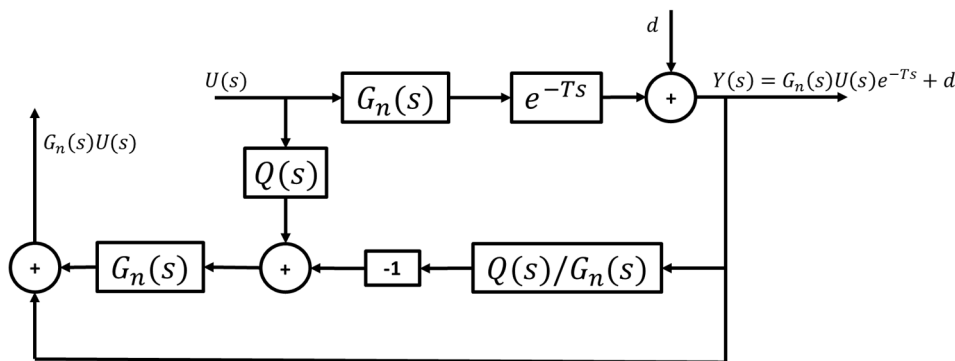 d
U(s)
G_n(s)
e^{-Ts}
+
Y(s) = G_n(s)U(s)e^{-Ts} + d
G_n(s)U(s)
Q(s)
+
G_n(s)
+
-1
Q(s)/G_n(s)